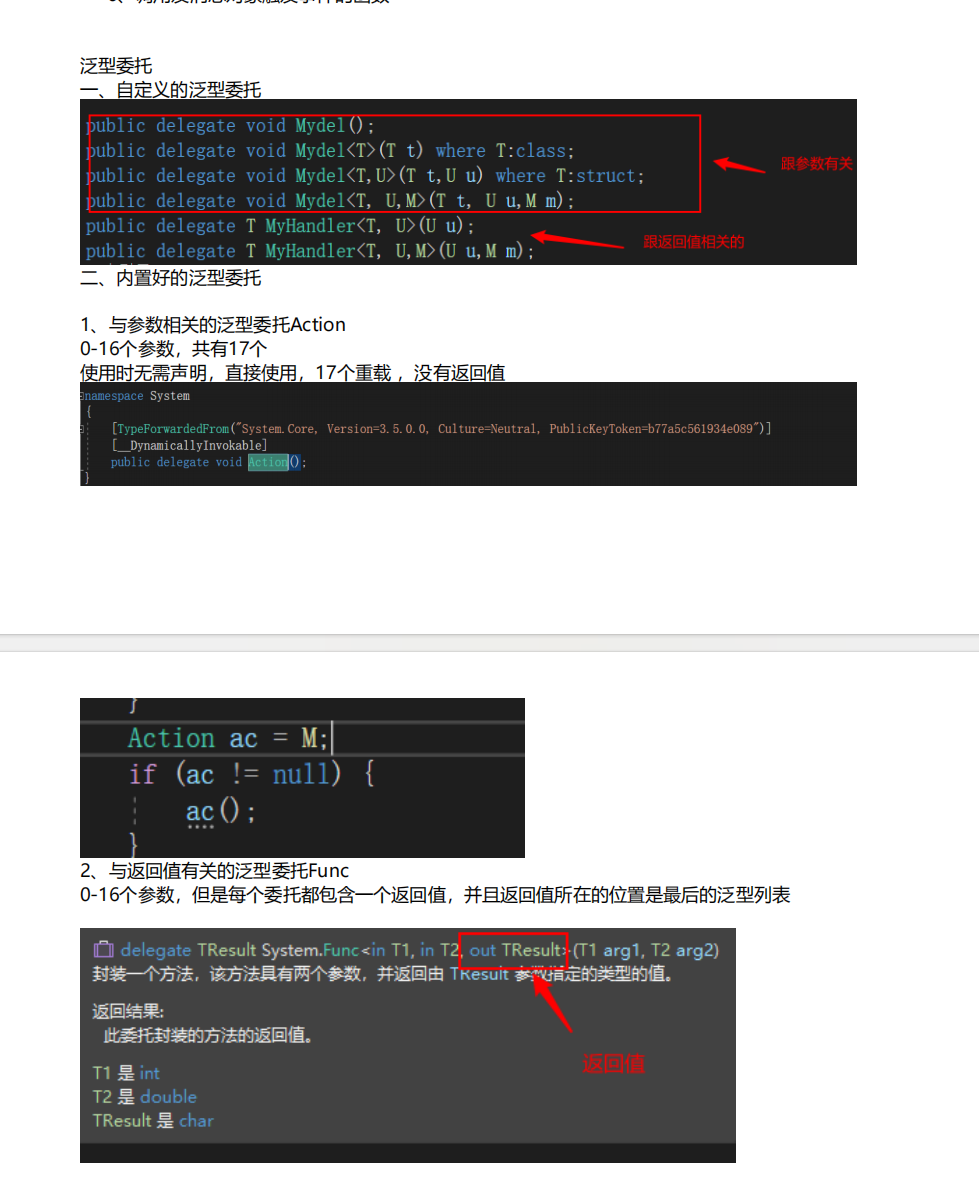 泛型委托
一、自定义的泛型委托
public delegate void Mydel();
public delegate void Mydel<T>(T t) where T:class;
public delegate void Mydel<T,U>(T t,U u) where T:struct;
public delegate void Mydel<T, U,M>(T t, U u,M m);
跟参数有关
public delegate T MyHandler<T, U>(U u);
public delegate T MyHandler<T, U,M>(U u,M m);
跟返回值相关的
二、内置好的泛型委托
1、与参数相关的泛型委托Action
0-16个参数，共有17个
使用时无需声明，直接使用，17个重载 ，没有返回值
namespace System
{
[TypeForwardedFrom("System.Core, Version=3.5.0.0, Culture=Neutral, PublicKeyToken=b77a5c561934e089")]
[__DynamicallyInvokable]
public delegate void Action();
}
}
Action ac = M;
if (ac != null) {
ac();
}
2、与返回值有关的泛型委托Func
0-16个参数，但是每个委托都包含一个返回值，并且返回值所在的位置是最后的泛型列表
delegate TResult System.Func<in T1, in T2, out TResult>(T1 arg1, T2 arg2)
封装一个方法，该方法具有两个参数，并返回由 TResult 参数指定的类型的值。
返回结果:
此委托封装的方法的返回值。
返回值
T1 是 int
T2 是 double
TResult 是 char